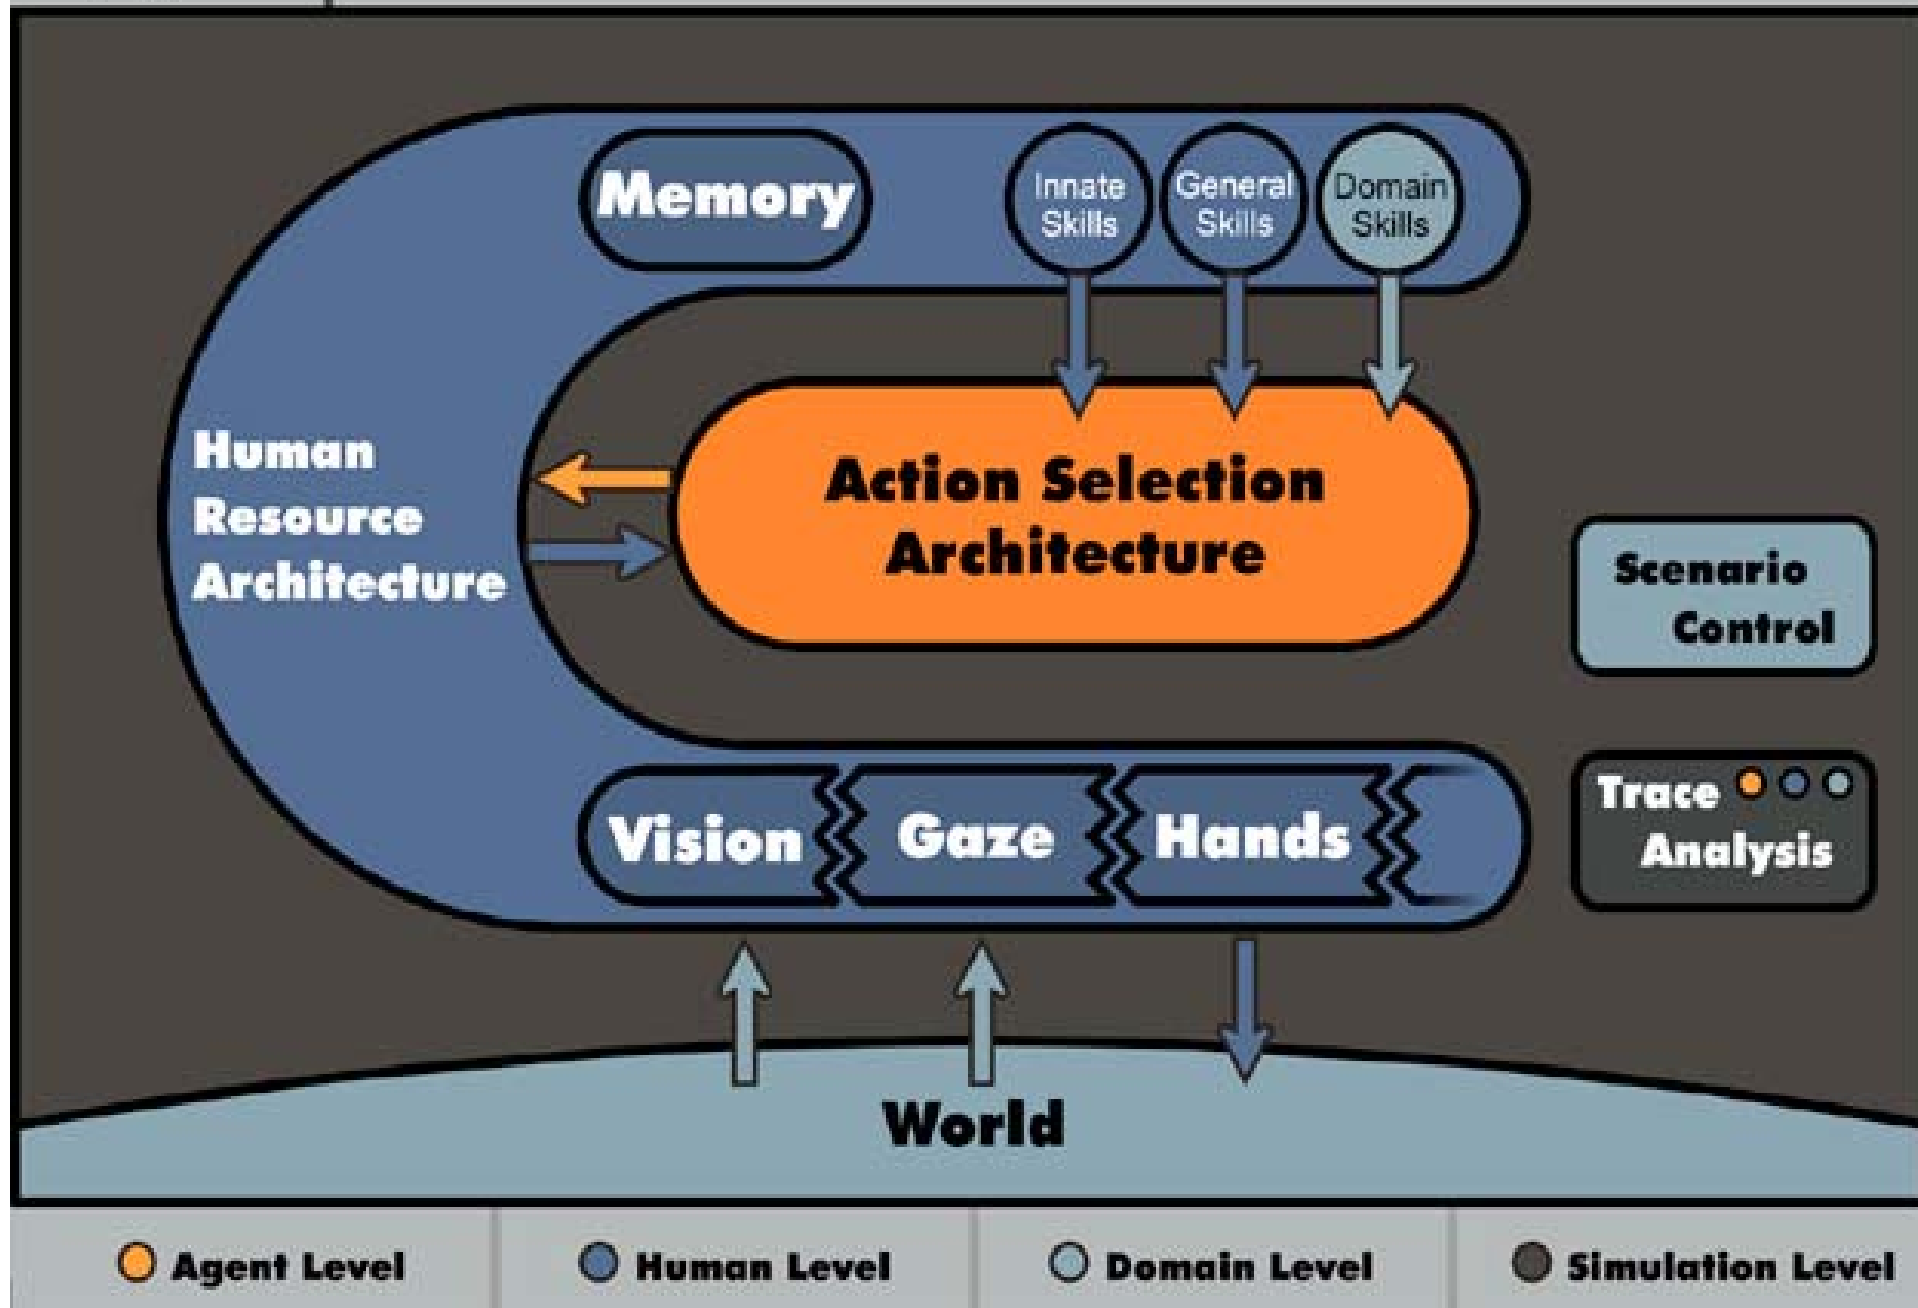 Memory
Innate
Skills
General
Skills
Domain
Skills
Human
Resource
Architecture
Action Selection
Architecture
Scenario
Control
Trace
Analysis
Vision
Gaze
Hands
World
Agent Level
Human Level
Domain Level
Simulation Level